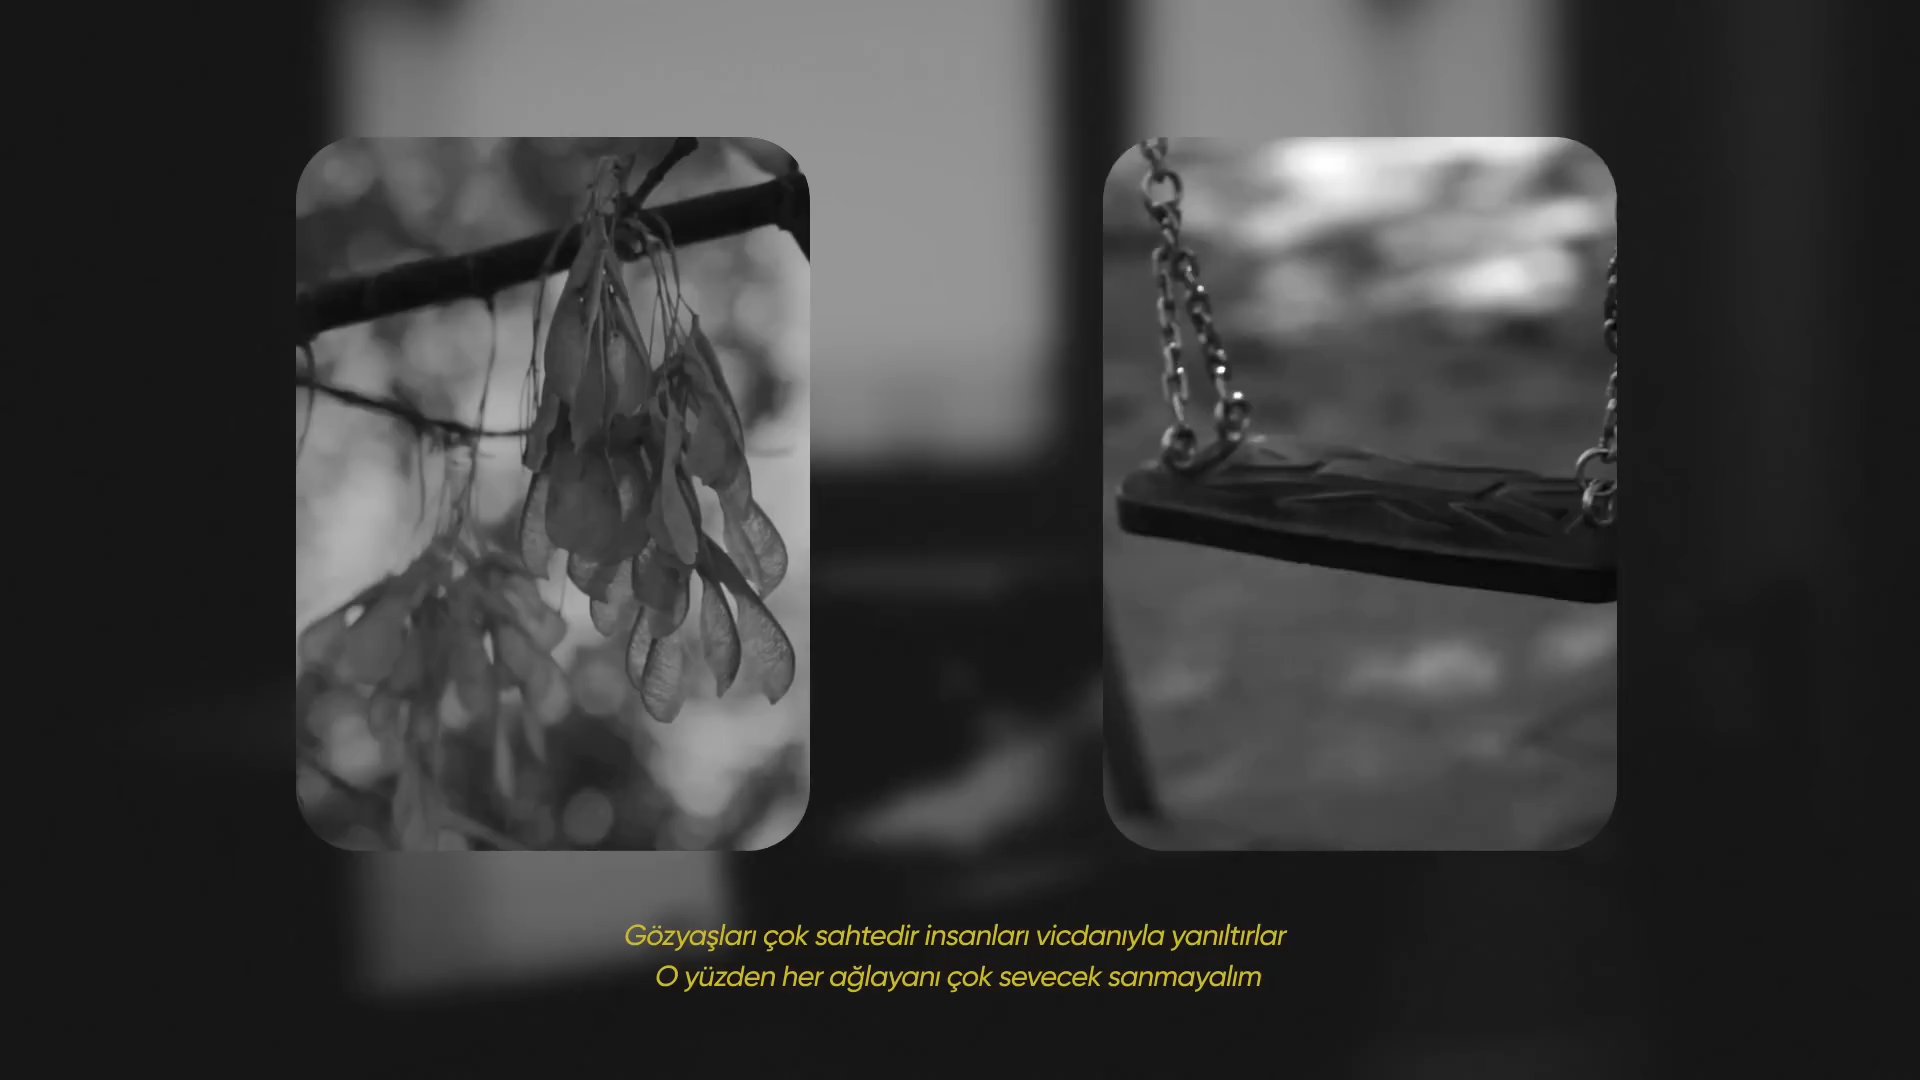 Gözyaşları çok sahtedir insanları vicdanıyla yanıltırlar
O yüzden her ağlayanı çok sevecek sanmayalım